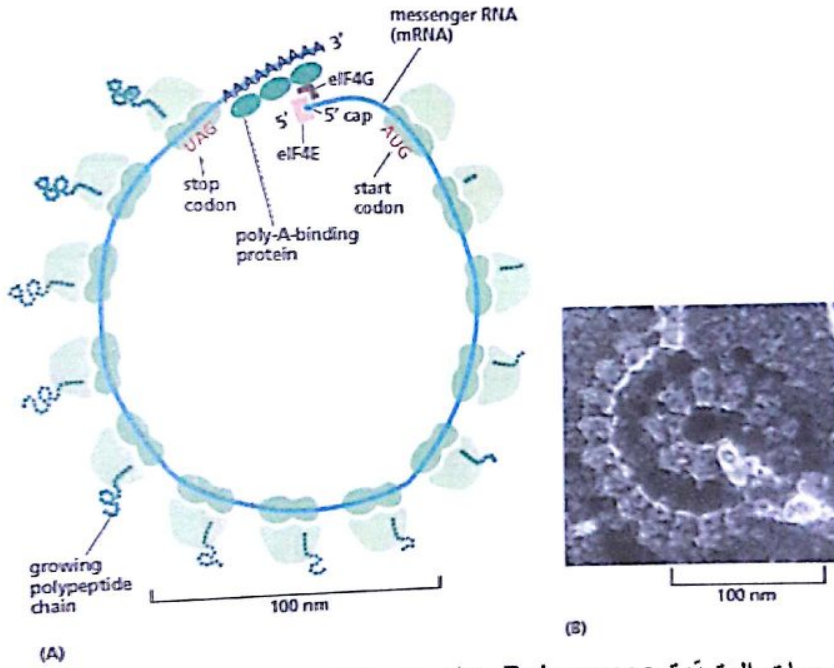 messenger RNA
(mRNA)
AAAAAAAAA 3'
eIF4G
5'
5' cap
eIF4E
UAG
AUG
stop
codon
start
codon
poly-A-binding
protein
growing
polypeptide
chain
100 nm
100 nm
(A)
(B)
Polysomes